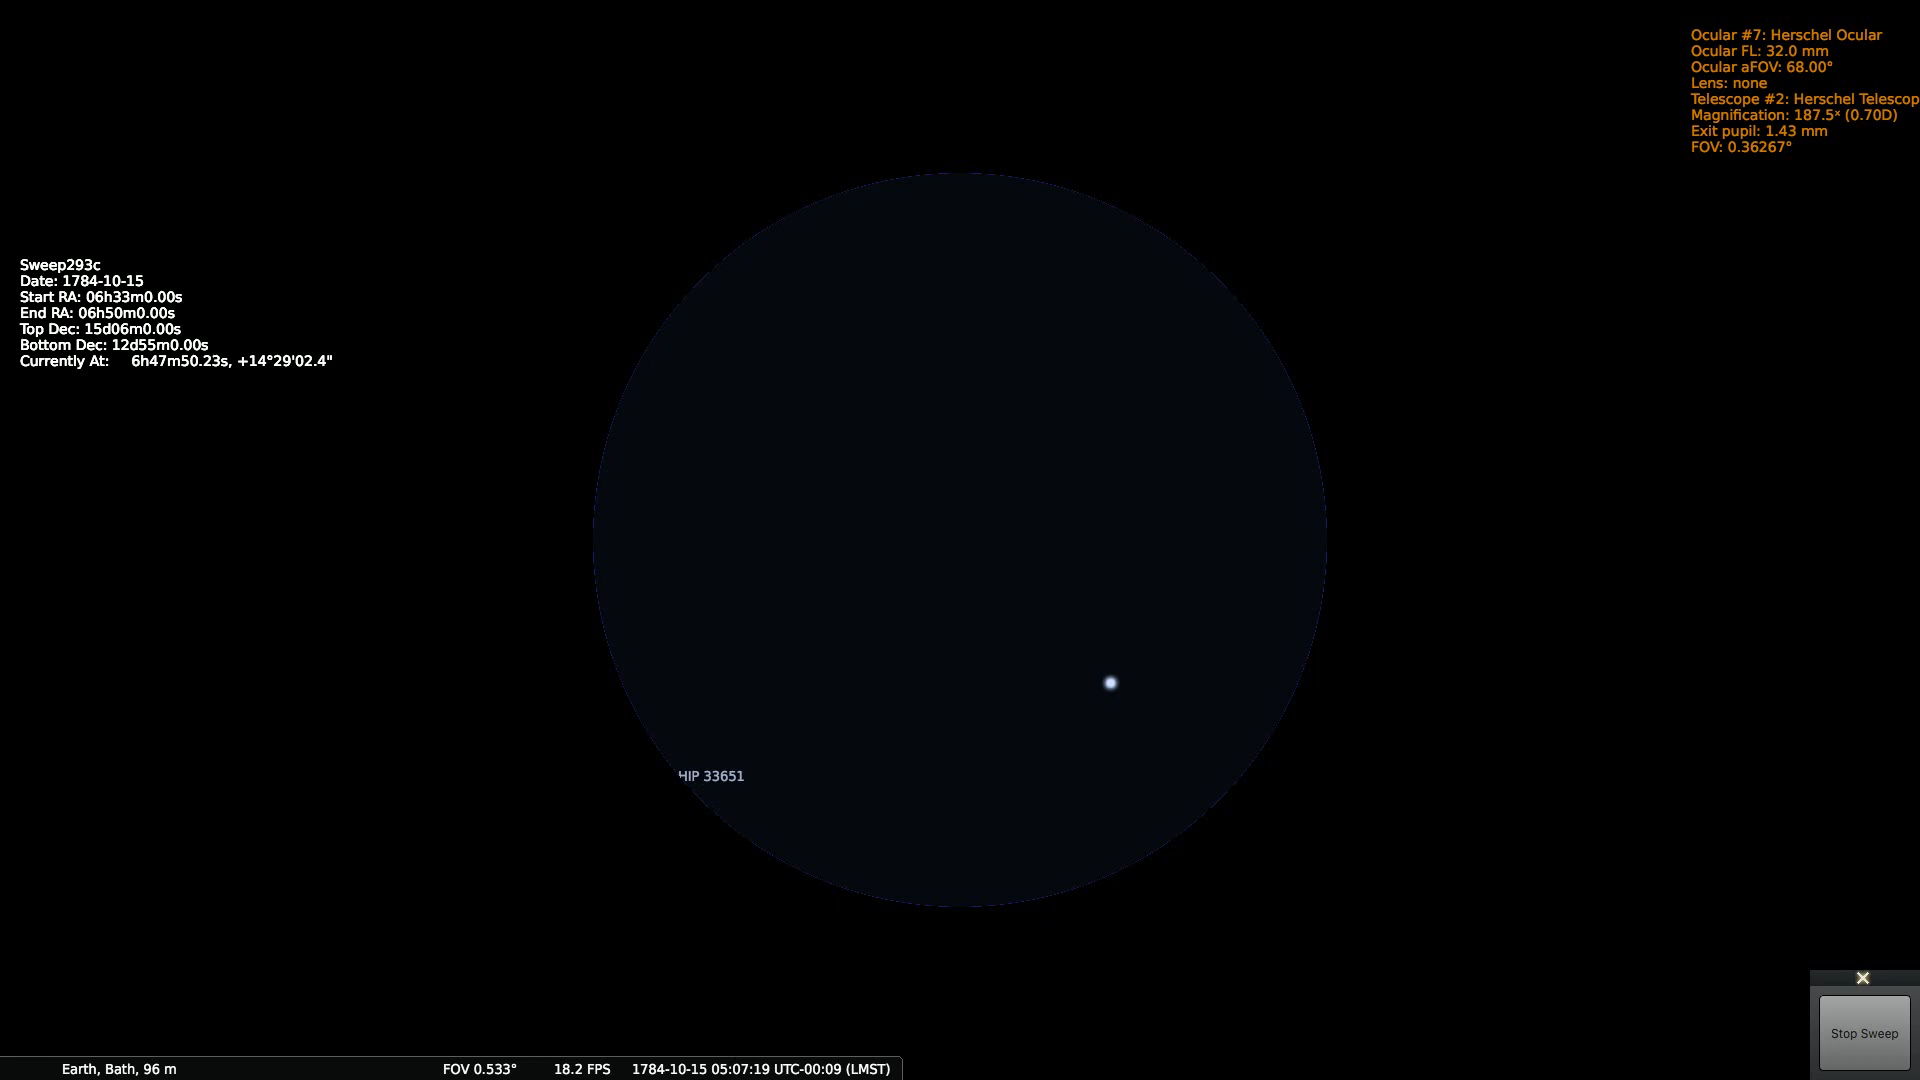 Ocular #7: Herschel Ocular
Ocular FL: 32.0 mm
Ocular aFOV: 68.00°
Lens: none
Telescope #2: Herschel Telescop
Magnification: 187.5ˣ (0.70D)
Exit pupil: 1.43 mm
FOV: 0.36267°
Sweep293c
Date: 1784-10-15
Start RA: 06h33m0.00s
End RA: 06h50m0.00s
Top Dec: 15d06m0.00s
Bottom Dec: 12d55m0.00s
Currently At: 6h47m50.23s, +14°29'02.4"
HIP 33651
Stop Sweep
Earth, Bath, 96 m FOV 0.533° 18.2 FPS 1784-10-15 05:07:19 UTC-00:09 (LMST)